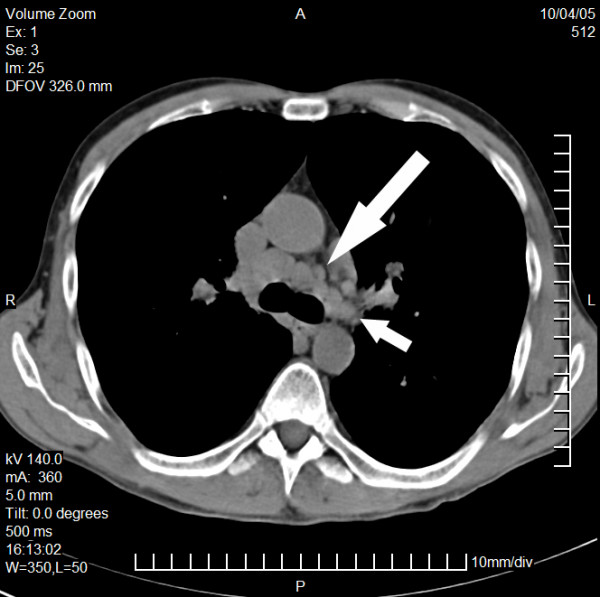 Volume Zoom
Ex: 1
Se: 3
Im: 25
DFOV 326.0 mm
A
10/04/05
512
R
L
kV 140.0
mA: 360
5.0 mm
Tilt: 0.0 degrees
500 ms
16:13:02
W=350,L=50
10mm/div
P